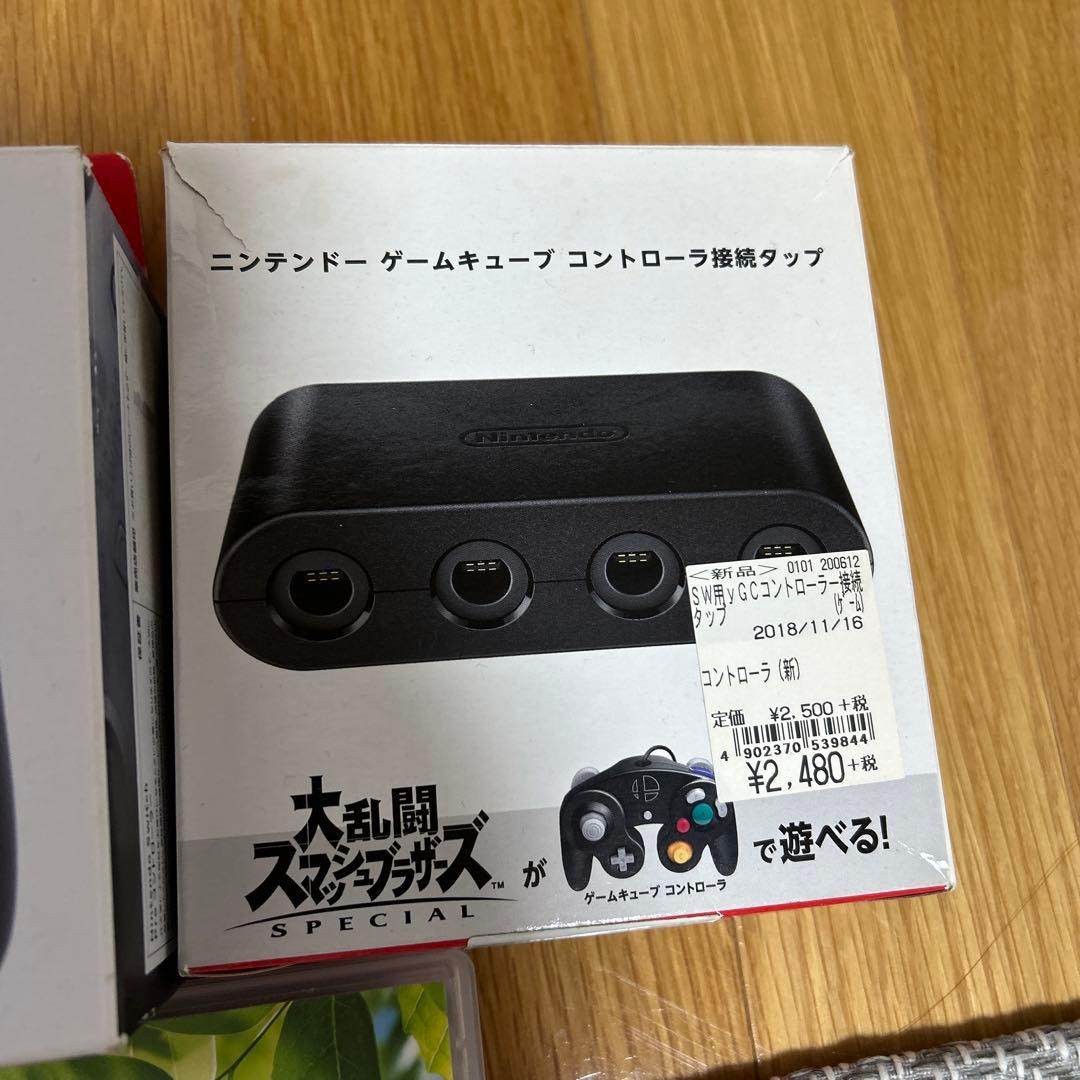 ニンテンドー ゲームキューブ コントローラ接続タップ
Nintendo
<新品> 0101 200612
SW用yGCコントローラー接続
タップ (ゲーム)
2018/11/16
コントローラ (新)
定価 ¥2,500 +税
4 902370 539844
¥2,480 +税
大乱闘
スマッシュブラザーズ™
SPECIAL
が
ゲームキューブ コントローラ
で遊べる!